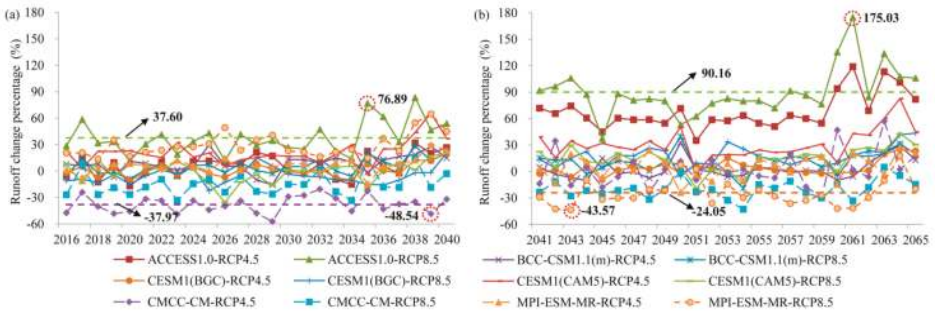 (a)
Runoff change percentage (%)
180
150
120
90
60
30
0
-30
-60
37.60
76.89
-37.97
-48.54
2016 2018 2020 2022 2024 2026 2028 2030 2032 2034 2036 2038 2040
(b)
Runoff change percentage (%)
180
150
120
90
60
30
0
-30
-60
175.03
90.16
-43.57
-24.05
2041 2043 2045 2047 2049 2051 2053 2055 2057 2059 2061 2063 2065
ACCESS1.0-RCP4.5 ACCESS1.0-RCP8.5 BCC-CSM1.1(m)-RCP4.5 BCC-CSM1.1(m)-RCP8.5
CESM1(BGC)-RCP4.5 CESM1(BGC)-RCP8.5 CESM1(CAM5)-RCP4.5 CESM1(CAM5)-RCP8.5
CMCC-CM-RCP4.5 CMCC-CM-RCP8.5 MPI-ESM-MR-RCP4.5 MPI-ESM-MR-RCP8.5